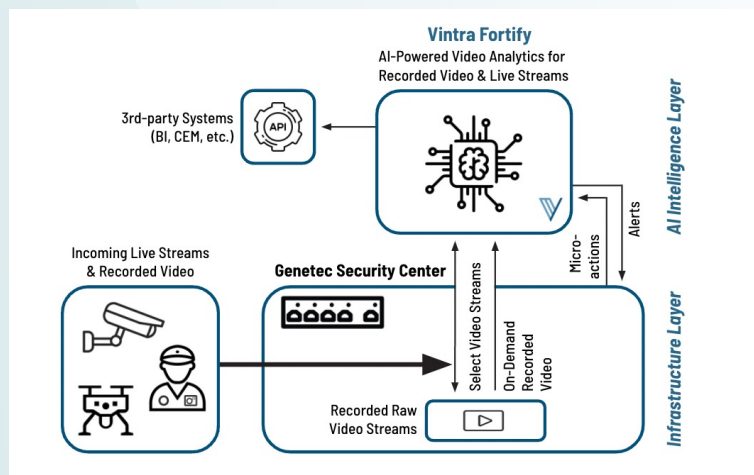 Vintra Fortify
AI-Powered Video Analytics for
Recorded Video & Live Streams
3rd-party Systems
(BI, CEM, etc.)
API
AI Intelligence Layer
Alerts
Micro-
actions
Incoming Live Streams
& Recorded Video
Genetec Security Center
Select Video Streams
On-Demand
Recorded
Video
Recorded Raw
Video Streams
Infrastructure Layer